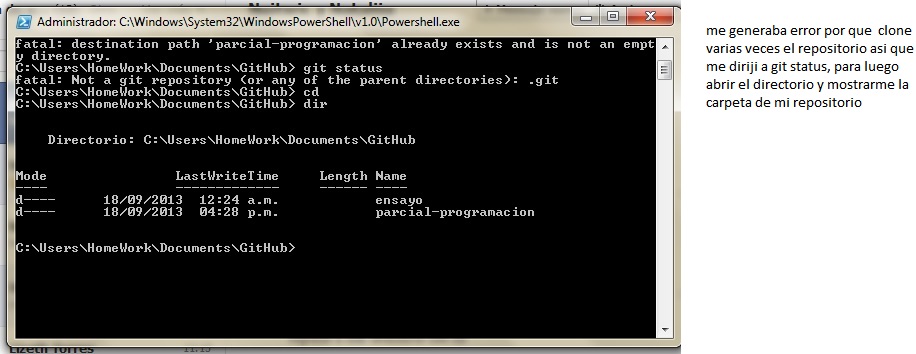 Administrador: C:\Windows\System32\WindowsPowerShell\v1.0\Powershell.exe
fatal: destination path 'parcial-programacion' already exists and is not an empt
y directory.
C:\Users\HomeWork\Documents\GitHub> git status
fatal: Not a git repository (or any of the parent directories): .git
C:\Users\HomeWork\Documents\GitHub> cd
C:\Users\HomeWork\Documents\GitHub> dir
Directorio: C:\Users\HomeWork\Documents\GitHub
Mode LastWriteTime Length Name
---- ------------- ------ ----
d---- 18/09/2013 12:24 a.m. ensayo
d---- 18/09/2013 04:28 p.m. parcial-programacion
C:\Users\HomeWork\Documents\GitHub>
me generaba error por que clone
varias veces el repositorio asi que
me diriji a git status, para luego
abrir el directorio y mostrarme la
carpeta de mi repositorio
Lizeth Torres